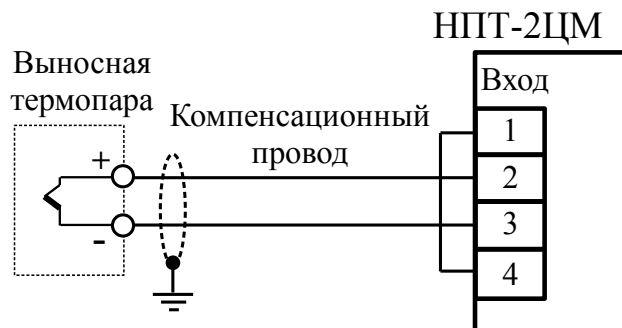 НПТ-2ЦМ
Выносная
термопара
Вход
Компенсационный
провод
1
+
2
-
3
4